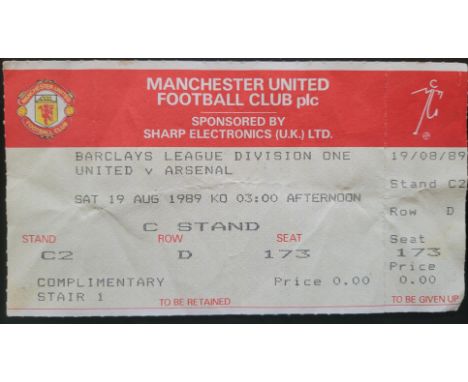 MANCHESTER UNITED
FOOTBALL CLUB plc
SPONSORED BY
SHARP ELECTRONICS (U.K.) LTD.
BARCLAYS LEAGUE DIVISION ONE
UNITED v ARSENAL
SAT 19 AUG 1989 KO 03:00 AFTERNOON
C STAND
STAND ROW SEAT
C2 D 173
COMPLIMENTARY Price 0.00
STAIR 1
TO BE RETAINED
19/08/89
Stand C2
Row D
Seat
173
Price
0.00
TO BE GIVEN UP